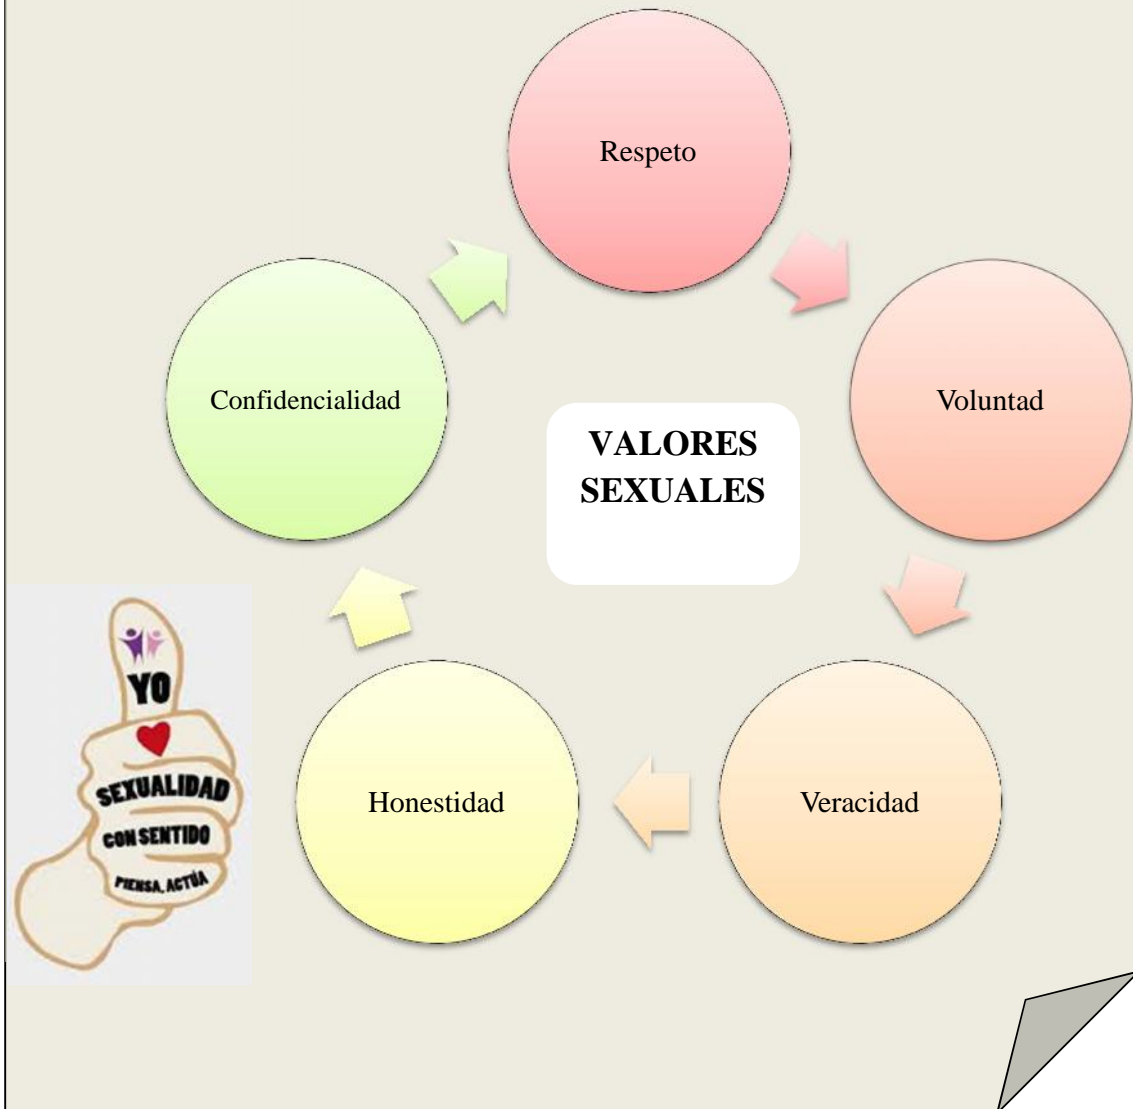 Respeto
Confidencialidad
Voluntad
VALORES
SEXUALES
YO
SEXUALIDAD
CON SENTIDO
PIENSA, ACTÚA
Honestidad
Veracidad